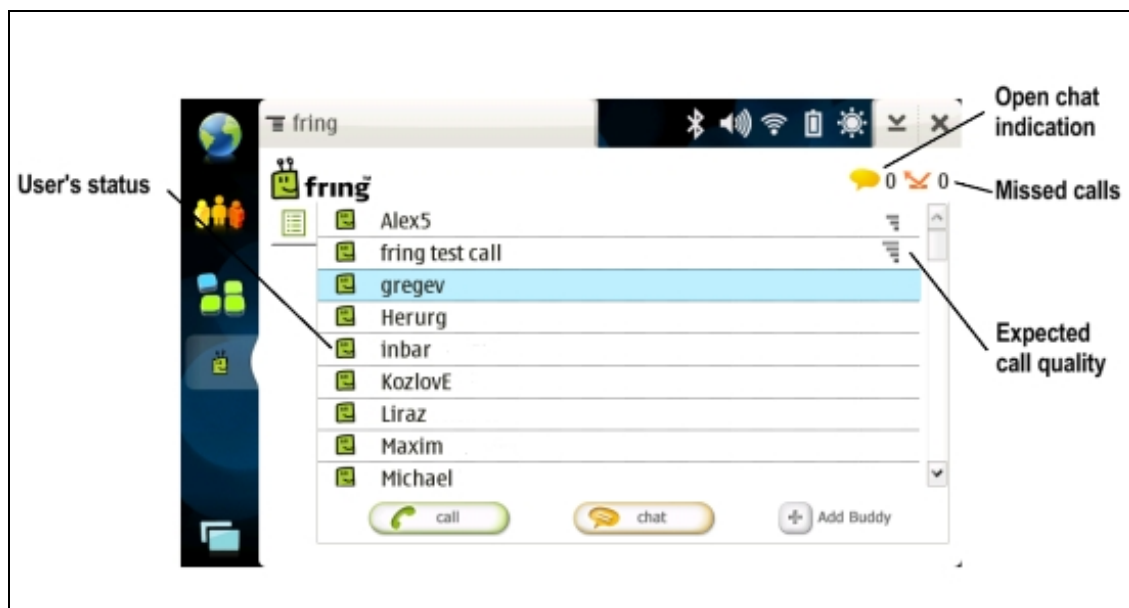 Open chat
indication
fring
User's status
fring™
0 0
Missed calls
Alex5
fring test call
gregev
Herurg
inbar
KozlovE
Liraz
Maxim
Michael
Expected
call quality
call chat Add Buddy